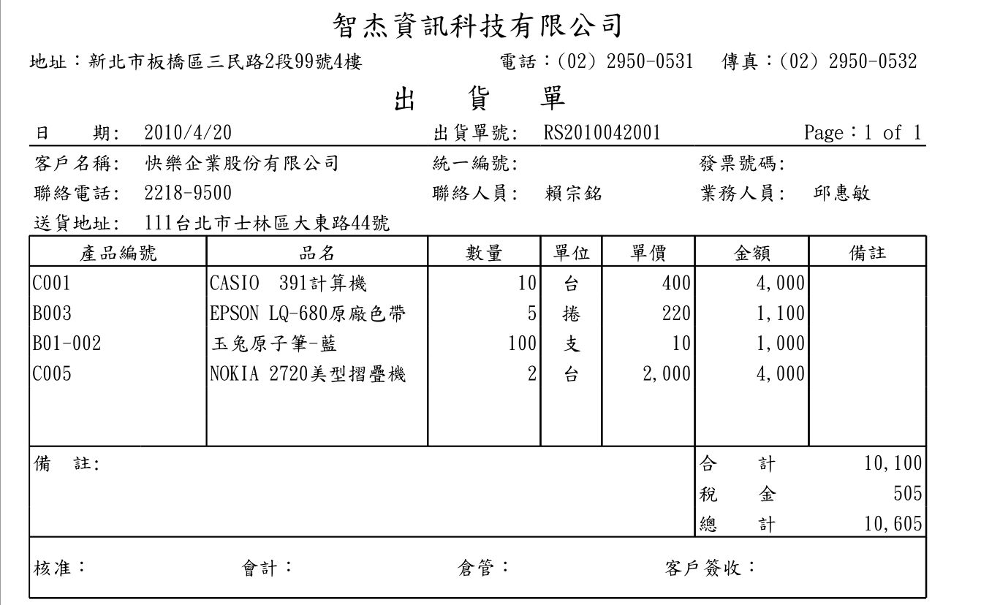 智杰資訊科技有限公司
地址：新北市板橋區三民路2段99號4樓 電話：(02) 2950-0531 傳真：(02) 2950-0532
出 貨 單
日 期: 2010/4/20 出貨單號: RS2010042001 Page：1 of 1
客戶名稱: 快樂企業股份有限公司 統一編號: 發票號碼:
聯絡電話: 2218-9500 聯絡人員: 賴宗銘 業務人員: 邱惠敏
送貨地址: 111台北市士林區大東路44號
產品編號 品名 數量 單位 單價 金額 備註
C001 CASIO 391計算機 10 台 400 4,000
B003 EPSON LQ-680原廠色帶 5 捲 220 1,100
B01-002 玉兔原子筆-藍 100 支 10 1,000
C005 NOKIA 2720美型摺疊機 2 台 2,000 4,000
備 註: 合 計 10,100
稅 金 505
總 計 10,605
核准： 會計： 倉管： 客戶簽收：